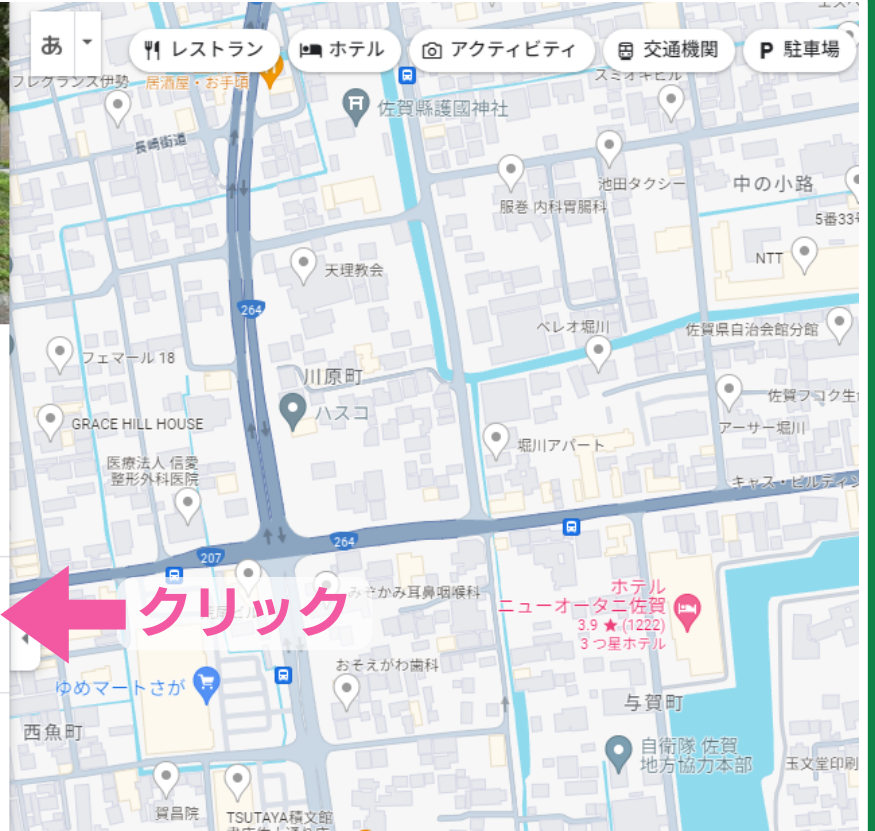 あ
レストラン
ホテル
アクティビティ
交通機関
P 駐車場
フレグランス伊勢
居酒屋・お手頃
スミオキビル
佐賀縣護國神社
長崎街道
池田タクシー
中の小路
服巻 内科胃腸科
5番33
NTT
天理教会
264
ベレオ堀川
佐賀県自治会館分館
フェマール 18
川原町
ハスコ
佐賀フコク生
GRACE HILL HOUSE
アーサー堀川
堀川アパート
医療法人 信愛
整形外科医院
キャス・ビルディン
264
207
クリック
みさかみ耳鼻咽喉科
ホテル
ニューオータニ佐賀
3.9 ★ (1222)
3 つ星ホテル
おそえがわ歯科
ゆめマートさが
与賀町
西魚町
自衛隊 佐賀
地方協力本部
玉文堂印刷
賀昌院
TSUTAYA積文館